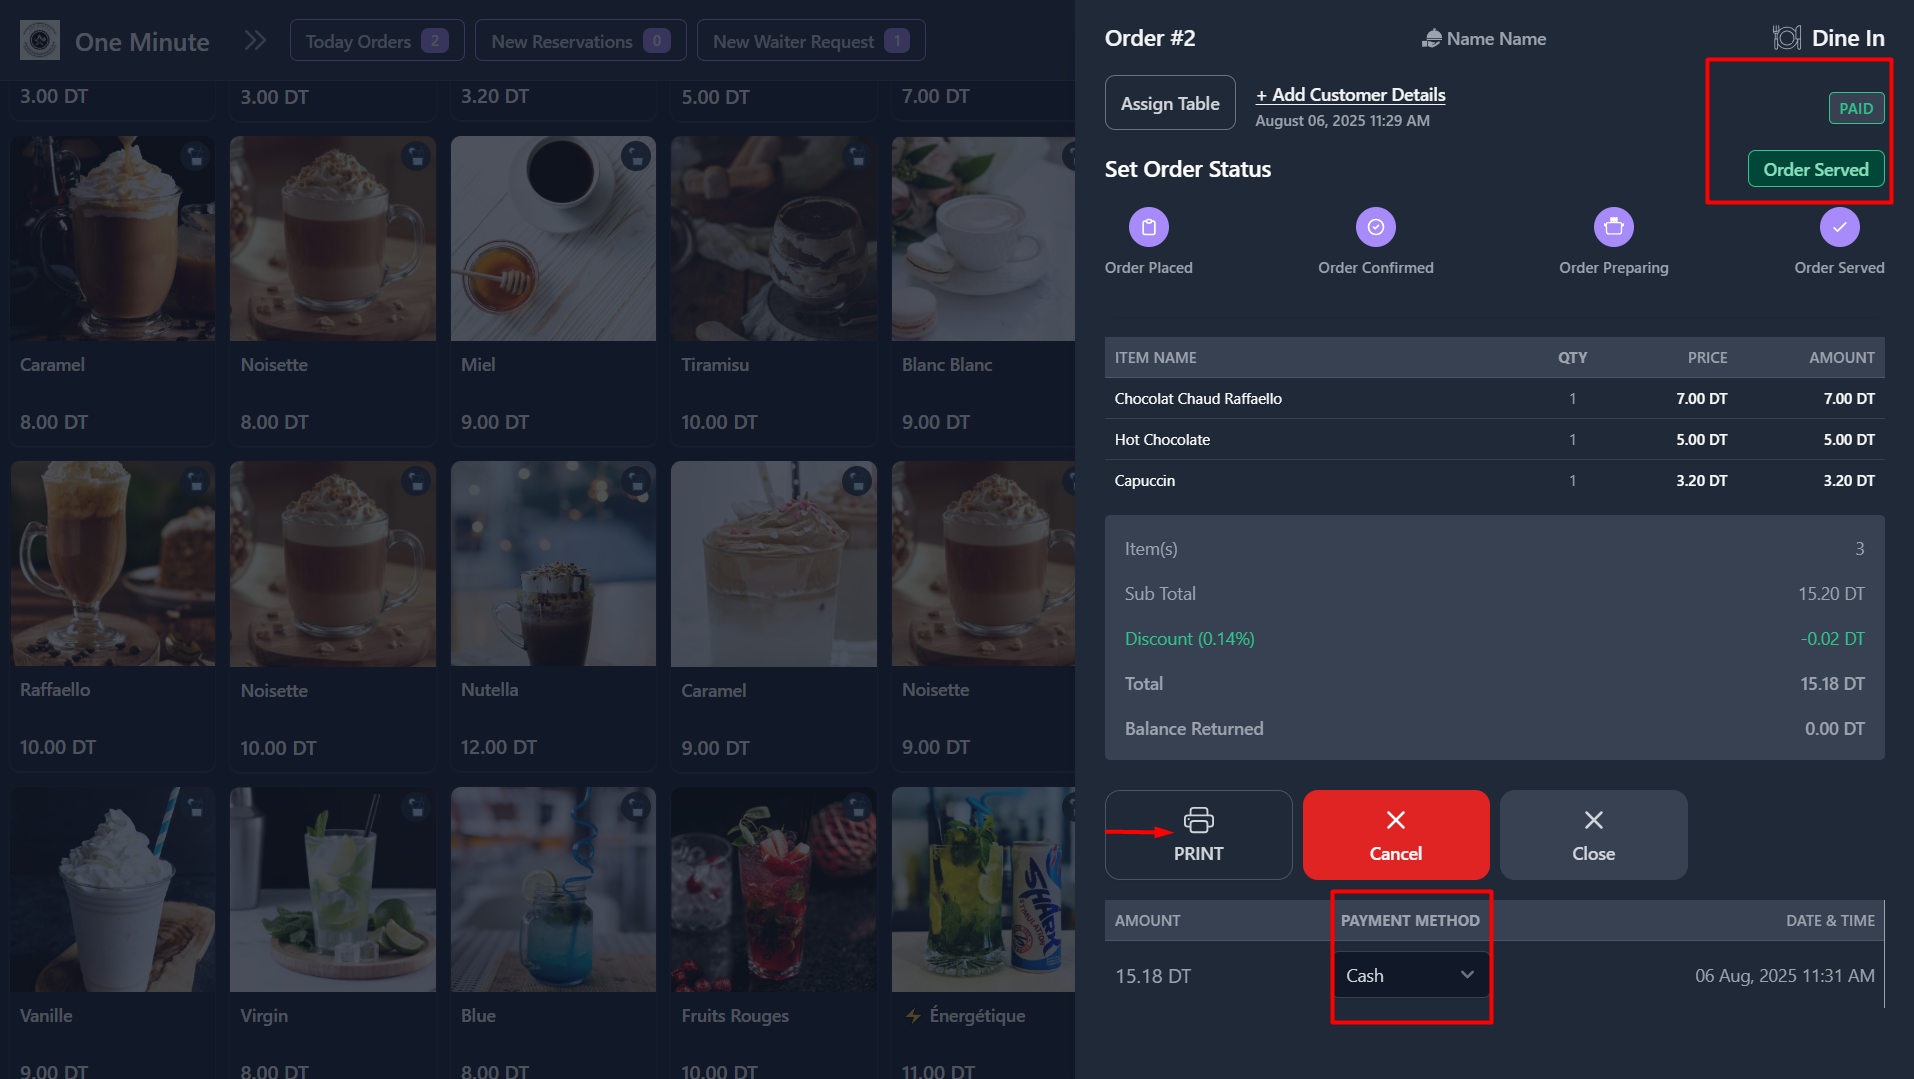 One Minute
Today Orders 2
New Reservations 0
New Waiter Request 1
3.00 DT
3.00 DT
3.20 DT
5.00 DT
7.00 DT
Caramel
8.00 DT
Noisette
8.00 DT
Miel
9.00 DT
Tiramisu
10.00 DT
Blanc Blanc
9.00 DT
Raffaello
10.00 DT
Noisette
10.00 DT
Nutella
12.00 DT
Caramel
9.00 DT
Noisette
9.00 DT
SHARK
STIMULATION
Vanille
9.00 DT
Virgin
8.00 DT
Blue
8.00 DT
Fruits Rouges
10.00 DT
⚡ Énergétique
11.00 DT
Order #2
Name Name
Dine In
Assign Table
+ Add Customer Details
August 06, 2025 11:29 AM
PAID
Set Order Status
Order Served
Order Placed
Order Confirmed
Order Preparing
Order Served
ITEM NAME QTY PRICE AMOUNT
Chocolat Chaud Raffaello 1 7.00 DT 7.00 DT
Hot Chocolate 1 5.00 DT 5.00 DT
Capuccin 1 3.20 DT 3.20 DT
Item(s) 3
Sub Total 15.20 DT
Discount (0.14%) -0.02 DT
Total 15.18 DT
Balance Returned 0.00 DT
PRINT
Cancel
Close
AMOUNT PAYMENT METHOD DATE & TIME
15.18 DT Cash 06 Aug, 2025 11:31 AM